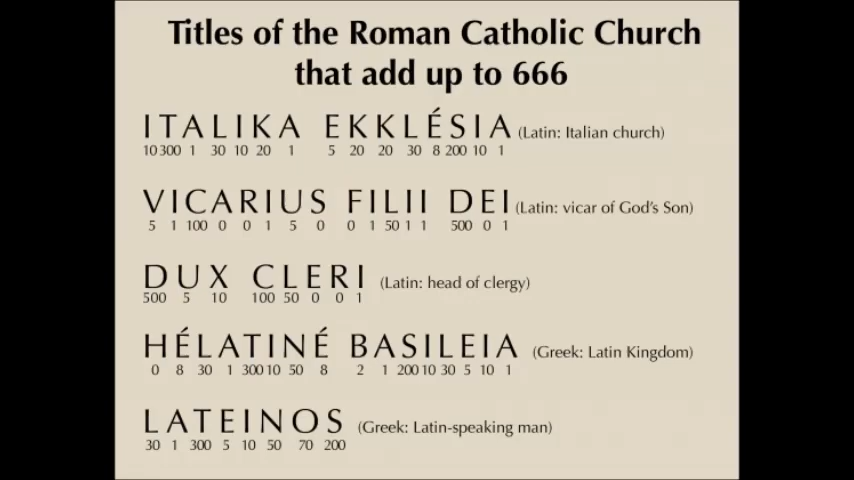 Titles of the Roman Catholic Church
that add up to 666
ITALIKA EKKLÉSIA (Latin: Italian church)
10 300 1 30 10 20 1 5 20 20 30 8 200 10 1
VICARIUS FILII DEI (Latin: vicar of God's Son)
5 1 100 0 0 1 5 0 0 1 50 1 1 500 0 1
DUX CLERI (Latin: head of clergy)
500 5 10 100 50 0 0 1
HÉLATINÉ BASILEIA (Greek: Latin Kingdom)
0 8 30 1 300 10 50 8 2 1 200 10 30 5 10 1
LATEINOS (Greek: Latin-speaking man)
30 1 300 5 10 50 70 200